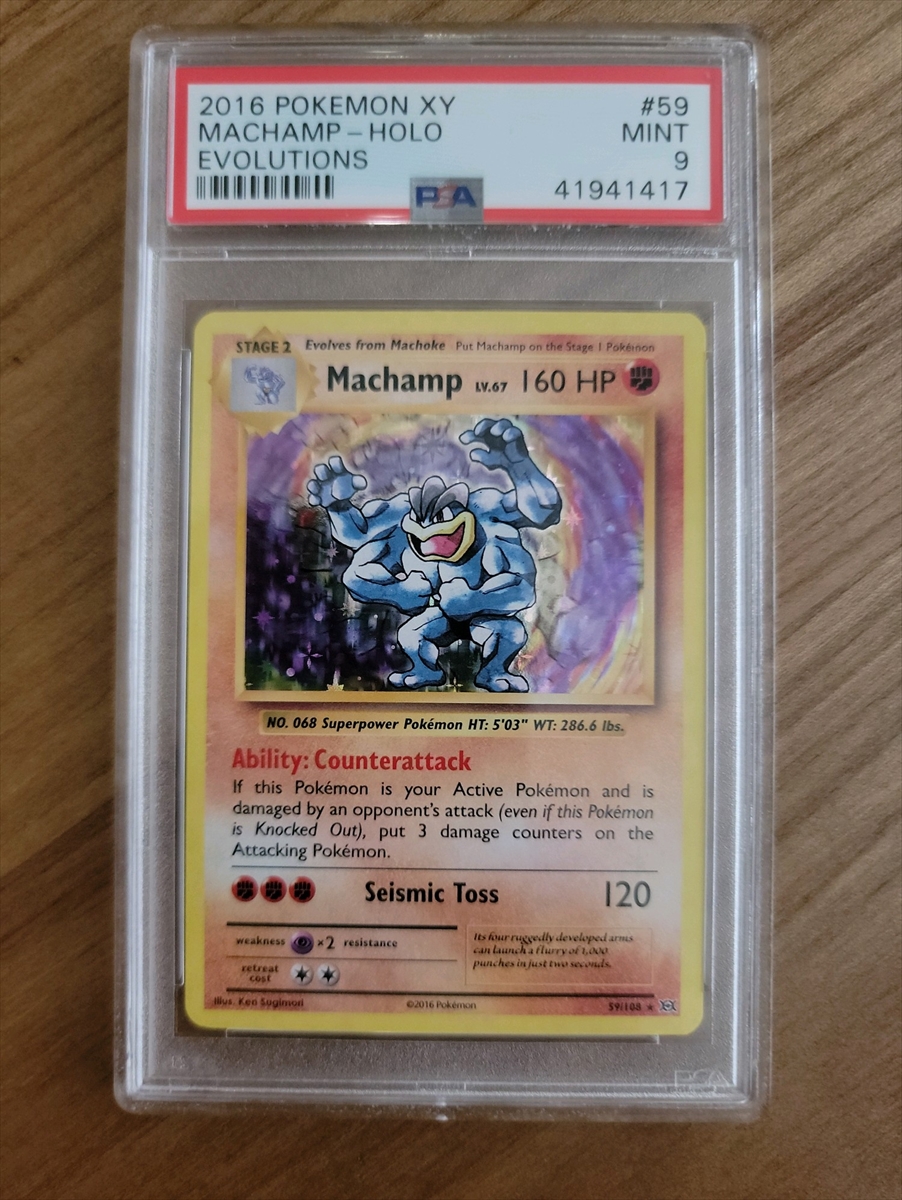 2016 POKEMON XY #59
MACHAMP - HOLO MINT
EVOLUTIONS 9
PSA 41941417
STAGE 2 Evolves from Machoke Put Machamp on the Stage 1 Pokémon
Machamp LV.67 160 HP
NO. 068 Superpower Pokémon HT: 5'03" WT: 286.6 lbs.
Ability: Counterattack
If this Pokémon is your Active Pokémon and is
damaged by an opponent's attack (even if this Pokémon
is Knocked Out), put 3 damage counters on the
Attacking Pokémon.
Seismic Toss 120
weakness ×2 resistance
retreat
cost
Its four ruggedly developed arms
can launch a flurry of 1,000
punches in just two seconds.
Illus. Ken Sugimori ©2016 Pokémon 59/108 ★
PSA